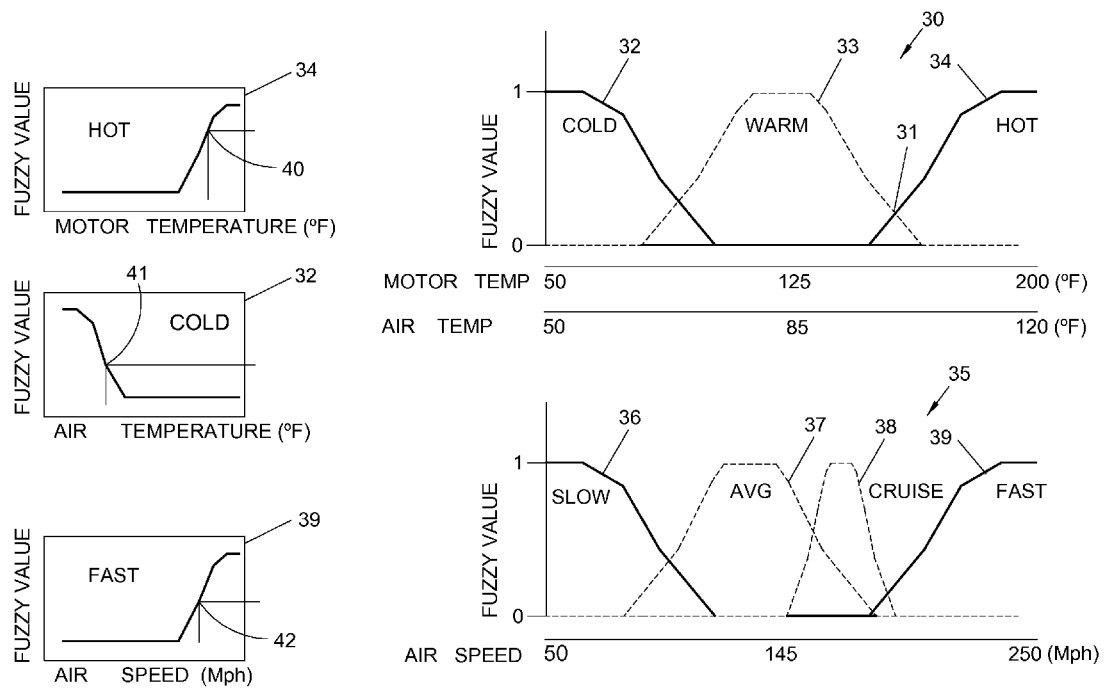 34
FUZZY VALUE
HOT
40
MOTOR TEMPERATURE (ºF)
41
32
FUZZY VALUE
COLD
AIR TEMPERATURE (ºF)
39
FUZZY VALUE
FAST
42
AIR SPEED (Mph)
30
32
33
34
1
COLD
WARM
31
HOT
FUZZY VALUE
0
MOTOR TEMP 50 125 200 (ºF)
AIR TEMP 50 85 120 (ºF)
35
36
37
38
39
1
SLOW
AVG
CRUISE
FAST
FUZZY VALUE
0
AIR SPEED 50 145 250 (Mph)